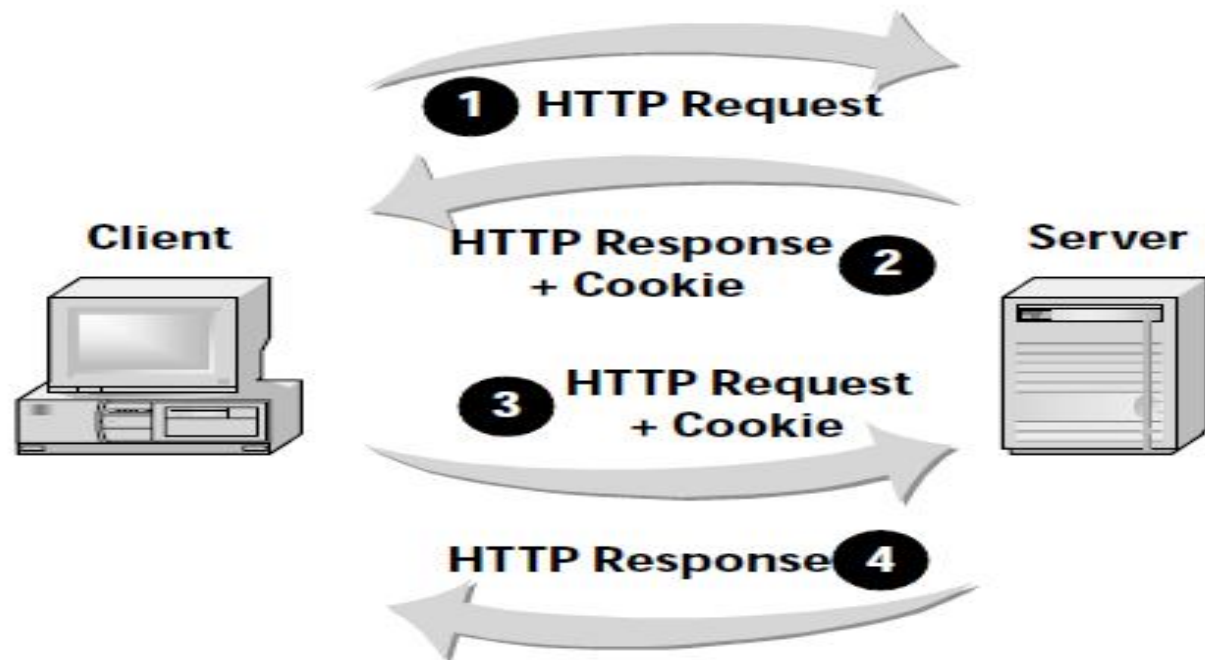 1 HTTP Request
Client
HTTP Response 2
+ Cookie
Server
3 HTTP Request
+ Cookie
HTTP Response 4